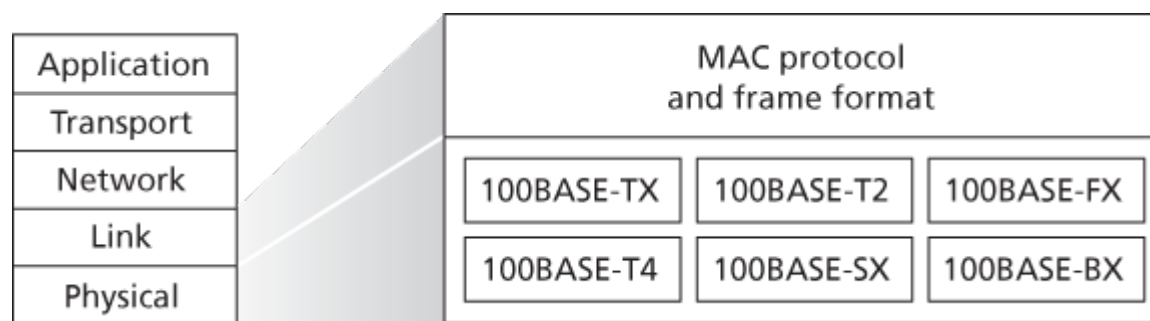 Application
Transport
Network
Link
Physical
MAC protocol
and frame format
100BASE-TX
100BASE-T2
100BASE-FX
100BASE-T4
100BASE-SX
100BASE-BX